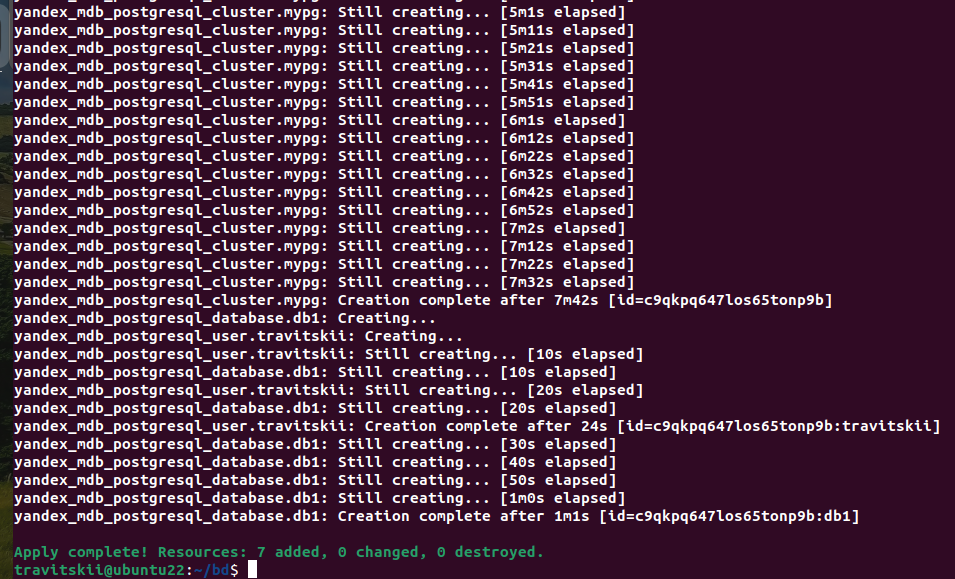 yandex_mdb_postgresql_cluster.mypg: Still creating... [5m1s elapsed]
yandex_mdb_postgresql_cluster.mypg: Still creating... [5m11s elapsed]
yandex_mdb_postgresql_cluster.mypg: Still creating... [5m21s elapsed]
yandex_mdb_postgresql_cluster.mypg: Still creating... [5m31s elapsed]
yandex_mdb_postgresql_cluster.mypg: Still creating... [5m41s elapsed]
yandex_mdb_postgresql_cluster.mypg: Still creating... [5m51s elapsed]
yandex_mdb_postgresql_cluster.mypg: Still creating... [6m1s elapsed]
yandex_mdb_postgresql_cluster.mypg: Still creating... [6m12s elapsed]
yandex_mdb_postgresql_cluster.mypg: Still creating... [6m22s elapsed]
yandex_mdb_postgresql_cluster.mypg: Still creating... [6m32s elapsed]
yandex_mdb_postgresql_cluster.mypg: Still creating... [6m42s elapsed]
yandex_mdb_postgresql_cluster.mypg: Still creating... [6m52s elapsed]
yandex_mdb_postgresql_cluster.mypg: Still creating... [7m2s elapsed]
yandex_mdb_postgresql_cluster.mypg: Still creating... [7m12s elapsed]
yandex_mdb_postgresql_cluster.mypg: Still creating... [7m22s elapsed]
yandex_mdb_postgresql_cluster.mypg: Still creating... [7m32s elapsed]
yandex_mdb_postgresql_cluster.mypg: Creation complete after 7m42s [id=c9qkpq647los65tonp9b]
yandex_mdb_postgresql_database.db1: Creating...
yandex_mdb_postgresql_user.travitskii: Creating...
yandex_mdb_postgresql_user.travitskii: Still creating... [10s elapsed]
yandex_mdb_postgresql_database.db1: Still creating... [10s elapsed]
yandex_mdb_postgresql_user.travitskii: Still creating... [20s elapsed]
yandex_mdb_postgresql_database.db1: Still creating... [20s elapsed]
yandex_mdb_postgresql_user.travitskii: Creation complete after 24s [id=c9qkpq647los65tonp9b:travitskii]
yandex_mdb_postgresql_database.db1: Still creating... [30s elapsed]
yandex_mdb_postgresql_database.db1: Still creating... [40s elapsed]
yandex_mdb_postgresql_database.db1: Still creating... [50s elapsed]
yandex_mdb_postgresql_database.db1: Still creating... [1m0s elapsed]
yandex_mdb_postgresql_database.db1: Creation complete after 1m1s [id=c9qkpq647los65tonp9b:db1]
Apply complete! Resources: 7 added, 0 changed, 0 destroyed.
travitskii@ubuntu22:~/bd$